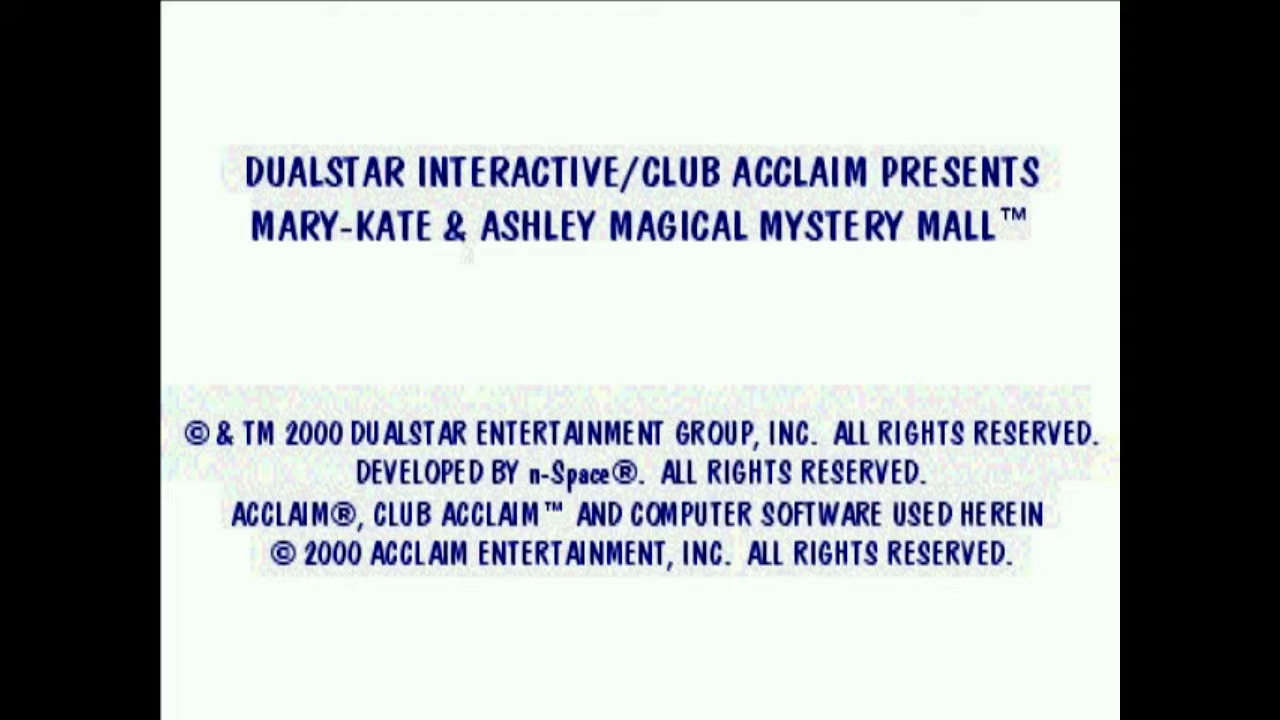 DUALSTAR INTERACTIVE/CLUB ACCLAIM PRESENTS
MARY-KATE & ASHLEY MAGICAL MYSTERY MALL™
© & TM 2000 DUALSTAR ENTERTAINMENT GROUP, INC. ALL RIGHTS RESERVED.
DEVELOPED BY n-Space®. ALL RIGHTS RESERVED.
ACCLAIM®, CLUB ACCLAIM™ AND COMPUTER SOFTWARE USED HEREIN
© 2000 ACCLAIM ENTERTAINMENT, INC. ALL RIGHTS RESERVED.